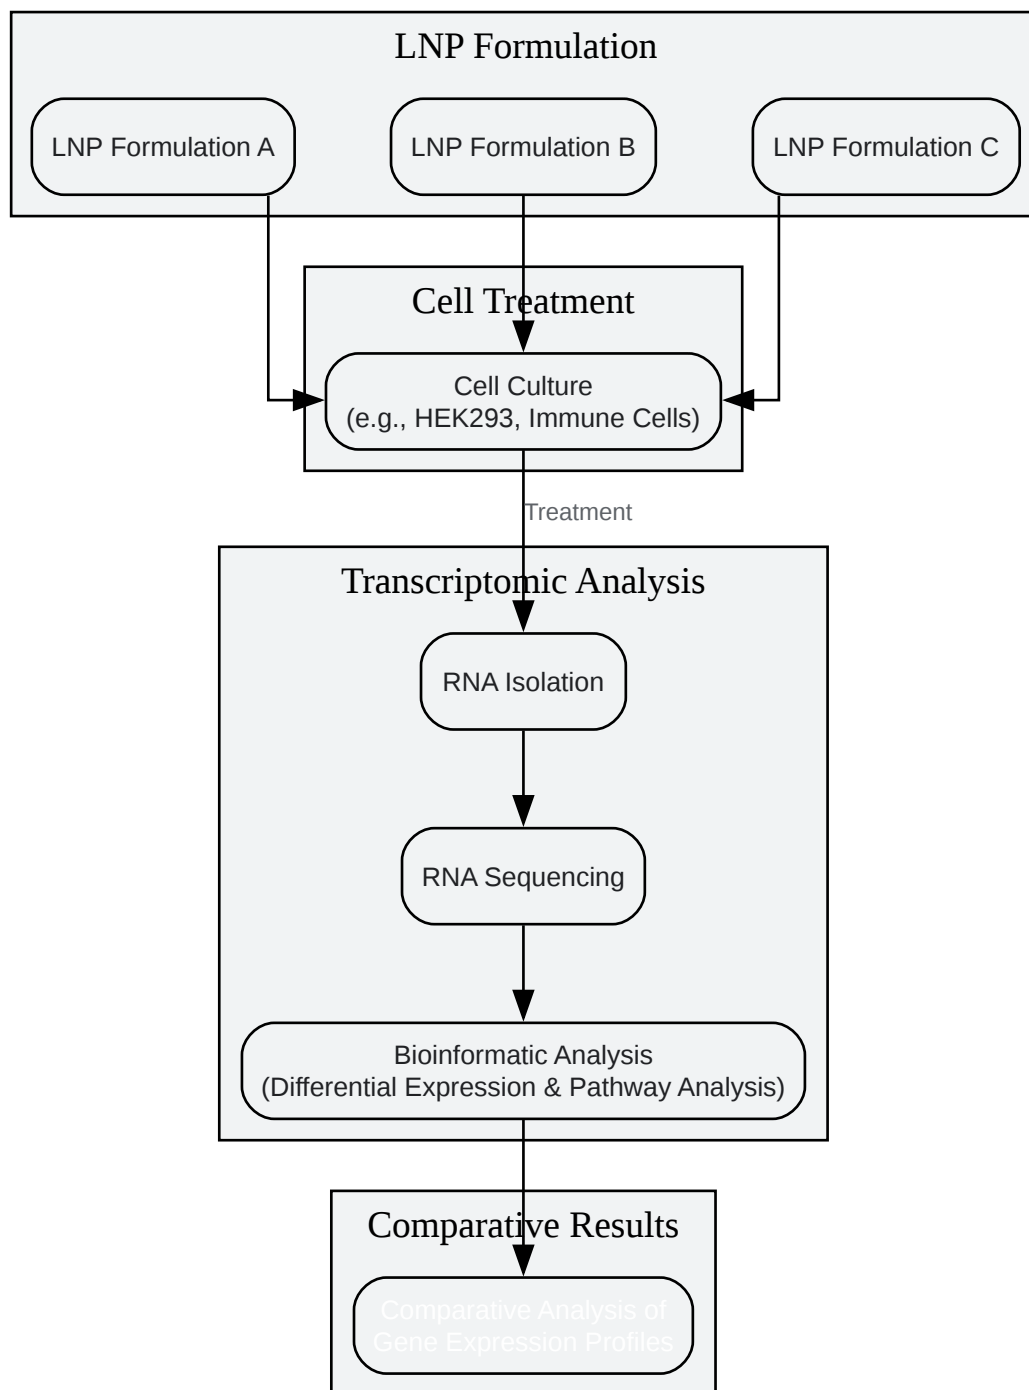 LNP Formulation
LNP Formulation A
LNP Formulation B
LNP Formulation C
Cell Treatment
Cell Culture
(e.g., HEK293, Immune Cells)
Treatment
Transcriptomic Analysis
RNA Isolation
RNA Sequencing
Bioinformatic Analysis
(Differential Expression & Pathway Analysis)
Comparative Results
Comparative Analysis of
Gene Expression Profiles